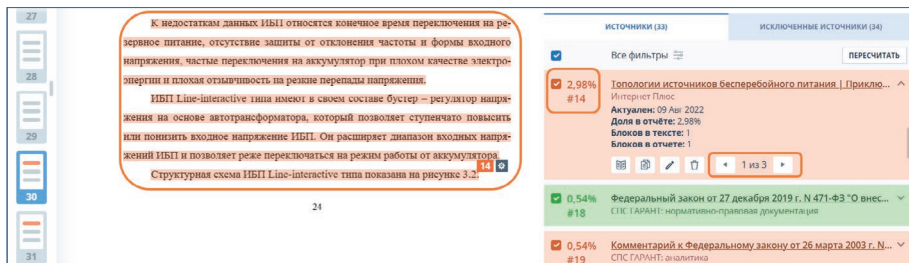 27
28
29
30
31
К недостаткам данных ИБП относятся конечное время переключения на ре-
зервное питание, отсутствие защиты от отклонения частоты и формы входного
напряжения, частые переключения на аккумулятор при плохом качестве электро-
энергии и плохая отзывчивость на резкие перепады напряжения.
ИБП Line-interactive типа имеют в своем составе бустер – регулятор напря-
жения на основе автотрансформатора, который позволяет ступенчато повысить
или понизить входное напряжение ИБП. Он расширяет диапазон входных напря-
жений ИБП и позволяет реже переключаться на режим работы от аккумулятора.
14
Структурная схема ИБП Line-interactive типа показана на рисунке 3.2.
24
ИСТОЧНИКИ (33) ИСКЛЮЧЕННЫЕ ИСТОЧНИКИ (34)
Все фильтры ПЕРЕСЧИТАТЬ
2,98% Топологии источников бесперебойного питания | Приклю...
#14 Интернет Плюс
Актуален: 09 Авг 2022
Доля в отчёте: 2,98%
Блоков в тексте: 1
Блоков в отчете: 1
1 из 3
0,54% Федеральный закон от 27 декабря 2019 г. N 471-ФЗ "О внес...
#18 СПС ГАРАНТ: нормативно-правовая документация
0,54% Комментарий к Федеральному закону от 26 марта 2003 г. N...
#19 СПС ГАРАНТ: аналитика